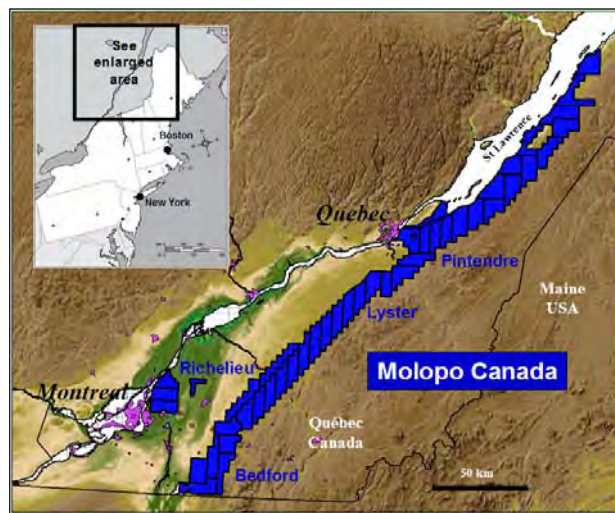 See
enlarged
area
Boston
New York
St Lawrence
Quebec
Pintendre
Maine
USA
Lyster
Molopo Canada
Richelieu
Montreal
Québec
Canada
Bedford
50 km